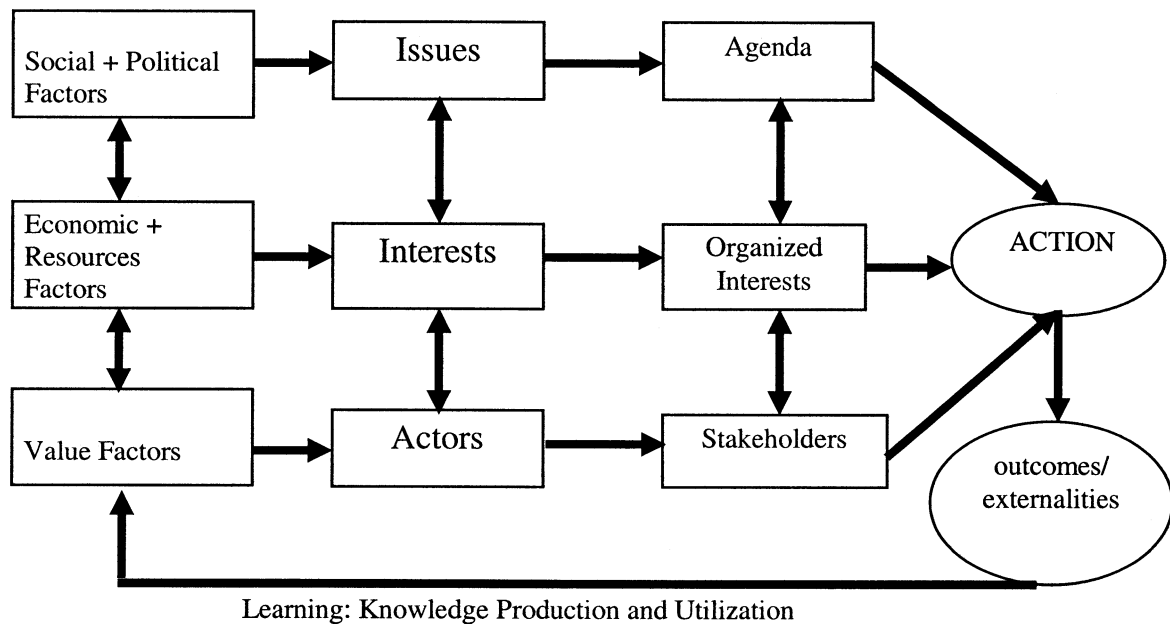 Social + Political
Factors
Issues
Agenda
Economic +
Resources
Factors
Interests
Organized
Interests
ACTION
Value Factors
Actors
Stakeholders
outcomes/
externalities
Learning: Knowledge Production and Utilization